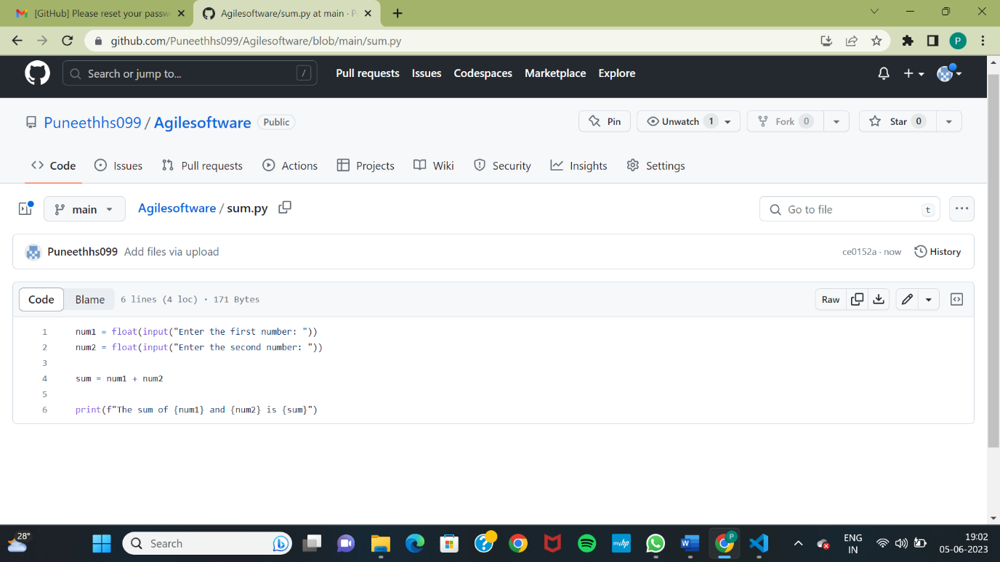 [GitHub] Please reset your passw
Agilesoftware/sum.py at main · P
github.com/Puneethhs099/Agilesoftware/blob/main/sum.py
P
Search or jump to...
/
Pull requests
Issues
Codespaces
Marketplace
Explore
Puneethhs099 / Agilesoftware
Public
Pin
Unwatch 1
Fork 0
Star 0
Code
Issues
Pull requests
Actions
Projects
Wiki
Security
Insights
Settings
main
Agilesoftware / sum.py
Go to file
t
Puneethhs099 Add files via upload
ce0152a · now
History
Code
Blame
6 lines (4 loc) · 171 Bytes
Raw
1 num1 = float(input("Enter the first number: "))
2 num2 = float(input("Enter the second number: "))
3
4 sum = num1 + num2
5
6 print(f"The sum of {num1} and {num2} is {sum}")
28°
Search
myhp
W
P
ENG
IN
19:02
05-06-2023